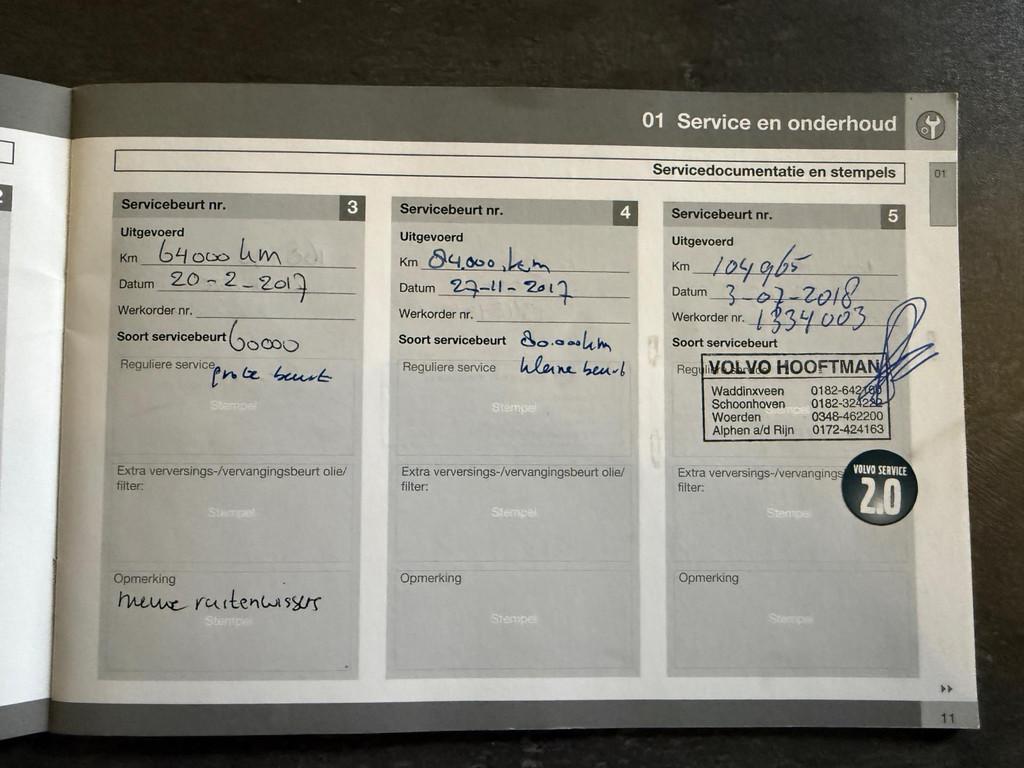 01 Service en onderhoud
Servicedocumentatie en stempels
01
2
Servicebeurt nr. 3
Uitgevoerd
Km 64000 km
Datum 20-2-2017
Werkorder nr.
Soort servicebeurt 60000
Reguliere service grote beurt
Stempel
Extra verversings-/vervangingsbeurt olie/
filter:
Stempel
Opmerking
nieuwe ruitenwissers
Stempel
Servicebeurt nr. 4
Uitgevoerd
Km 84.000 km
Datum 27-11-2017
Werkorder nr.
Soort servicebeurt 80.000km
Reguliere service kleine beurt
Stempel
Extra verversings-/vervangingsbeurt olie/
filter:
Stempel
Opmerking
Stempel
Servicebeurt nr. 5
Uitgevoerd
Km 104965
Datum 3-07-2018
Werkorder nr. 1334003
Soort servicebeurt
VOLVO HOOFTMAN
Waddinxveen
Schoonhoven
Woerden 0348-462200
Alphen a/d Rijn 0172-424163
Extra verversings-/vervangings
filter:
VOLVO SERVICE
2.0
Stempel
Opmerking
Stempel
11